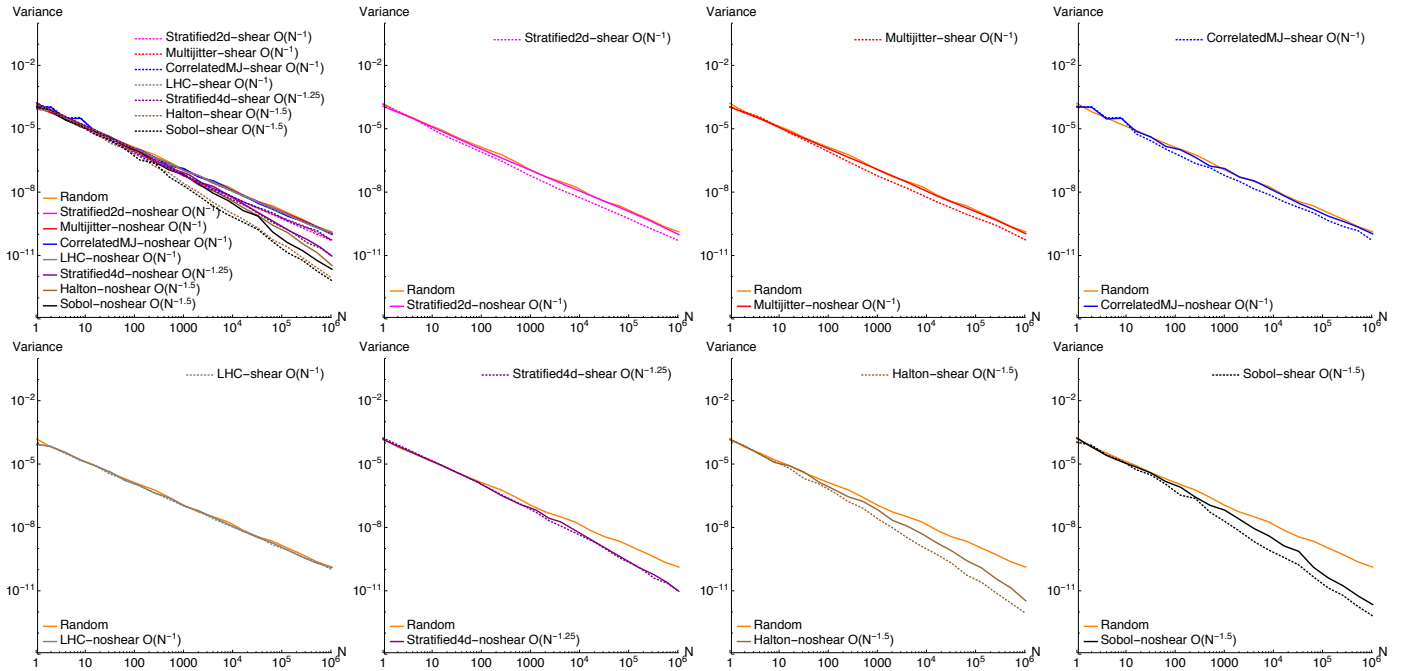 Variance
Stratified2d−shear O(N−1)
Multijitter−shear O(N−1)
CorrelatedMJ−shear O(N−1)
LHC−shear O(N−1)
Stratified4d−shear O(N−1.25)
Halton−shear O(N−1.5)
Sobol−shear O(N−1.5)
10−2
10−5
10−8
10−11
Random
Stratified2d−noshear O(N−1)
Multijitter−noshear O(N−1)
CorrelatedMJ−noshear O(N−1)
LHC−noshear O(N−1)
Stratified4d−noshear O(N−1.25)
Halton−noshear O(N−1.5)
Sobol−noshear O(N−1.5)
N
1 10 100 1000 104 105 106
Variance
Stratified2d−shear O(N−1)
10−2
10−5
10−8
10−11
Random
Stratified2d−noshear O(N−1)
N
1 10 100 1000 104 105 106
Variance
Multijitter−shear O(N−1)
10−2
10−5
10−8
10−11
Random
Multijitter−noshear O(N−1)
N
1 10 100 1000 104 105 106
Variance
CorrelatedMJ−shear O(N−1)
10−2
10−5
10−8
10−11
Random
CorrelatedMJ−noshear O(N−1)
N
1 10 100 1000 104 105 106
Variance
LHC−shear O(N−1)
10−2
10−5
10−8
10−11
Random
LHC−noshear O(N−1)
N
1 10 100 1000 104 105 106
Variance
Stratified4d−shear O(N−1.25)
10−2
10−5
10−8
10−11
Random
Stratified4d−noshear O(N−1.25)
N
1 10 100 1000 104 105 106
Variance
Halton−shear O(N−1.5)
10−2
10−5
10−8
10−11
Random
Halton−noshear O(N−1.5)
N
1 10 100 1000 104 105 106
Variance
Sobol−shear O(N−1.5)
10−2
10−5
10−8
10−11
Random
Sobol−noshear O(N−1.5)
N
1 10 100 1000 104 105 106